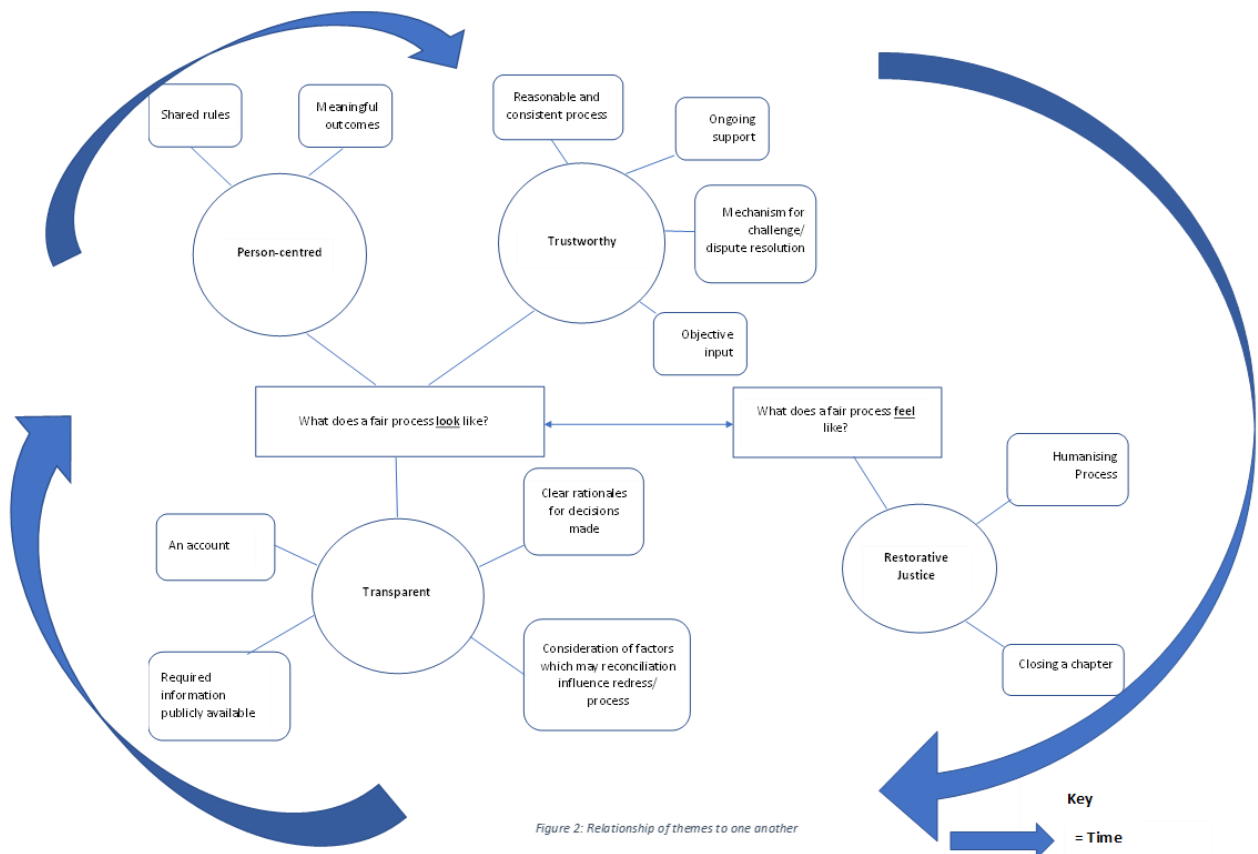 Shared rules
Meaningful
outcomes
Reasonable and
consistent process
Ongoing
support
Person-centred
Trustworthy
Mechanism for
challenge/
dispute resolution
Objective
input
What does a fair process look like?
What does a fair process feel
like?
An account
Clear rationales
for decisions
made
Humanising
Process
Transparent
Restorative
Justice
Required
information
publicly available
Consideration of factors
which may reconciliation
influence redress/
process
Closing a chapter
Figure 2: Relationship of themes to one another
Key
= Time